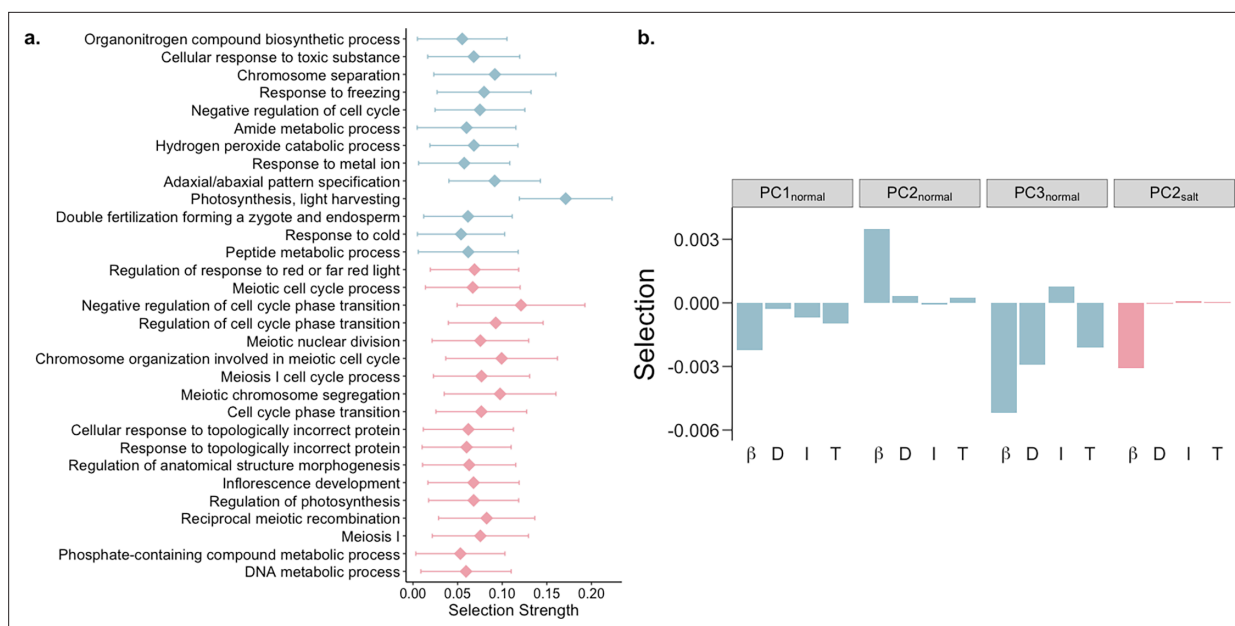 a.
Organonitrogen compound biosynthetic process
Cellular response to toxic substance
Chromosome separation
Response to freezing
Negative regulation of cell cycle
Amide metabolic process
Hydrogen peroxide catabolic process
Response to metal ion
Adaxial/abaxial pattern specification
Photosynthesis, light harvesting
Double fertilization forming a zygote and endosperm
Response to cold
Peptide metabolic process
Regulation of response to red or far red light
Meiotic cell cycle process
Negative regulation of cell cycle phase transition
Regulation of cell cycle phase transition
Meiotic nuclear division
Chromosome organization involved in meiotic cell cycle
Meiosis I cell cycle process
Meiotic chromosome segregation
Cell cycle phase transition
Cellular response to topologically incorrect protein
Response to topologically incorrect protein
Regulation of anatomical structure morphogenesis
Inflorescence development
Regulation of photosynthesis
Reciprocal meiotic recombination
Meiosis I
Phosphate-containing compound metabolic process
DNA metabolic process
0.00 0.05 0.10 0.15 0.20
Selection Strength
b.
PC1normal PC2normal PC3normal PC2salt
0.003
0.000
-0.003
-0.006
Selection
β D I T β D I T β D I T β D I T